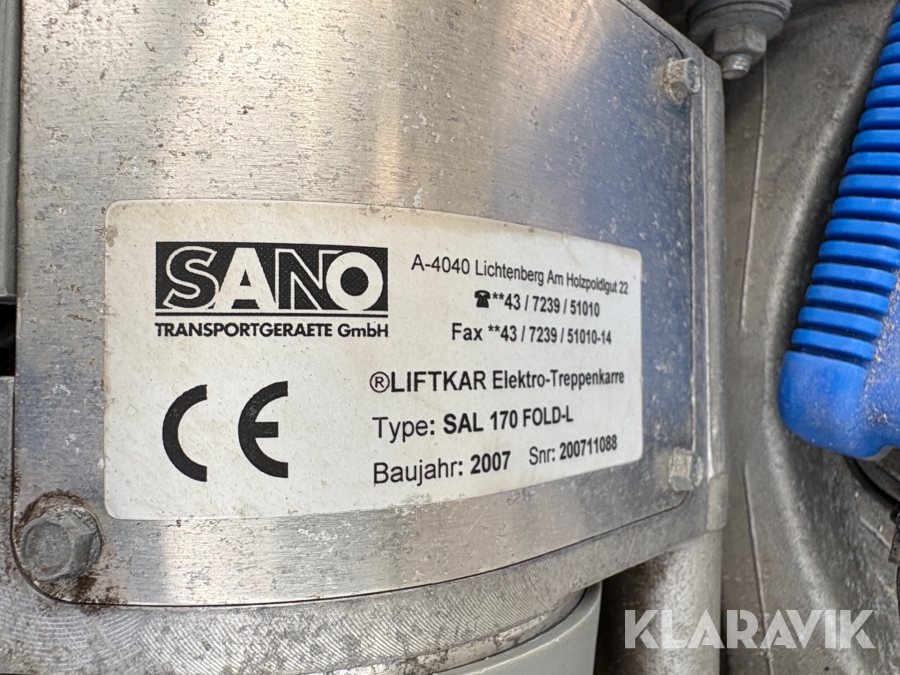 SANO
TRANSPORTGERAETE GmbH
A-4040 Lichtenberg Am Holzpoldlgut 22
☎**43 / 7239 / 51010
Fax **43 / 7239 / 51010-14
CE
®LIFTKAR Elektro-Treppenkarre
Type: SAL 170 FOLD-L
Baujahr: 2007 Snr: 200711088
KLARAVIK